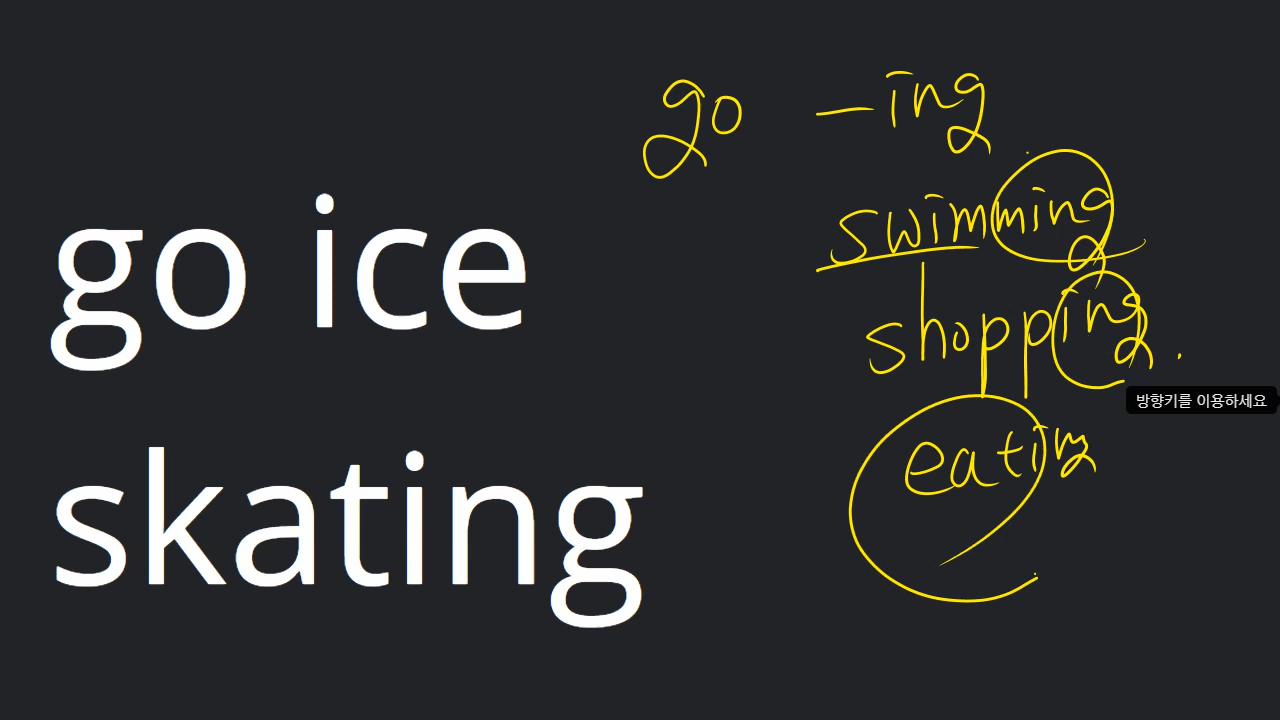 go -ing
swimming
shopping.
eating
go ice
skating
방향키를 이용하세요